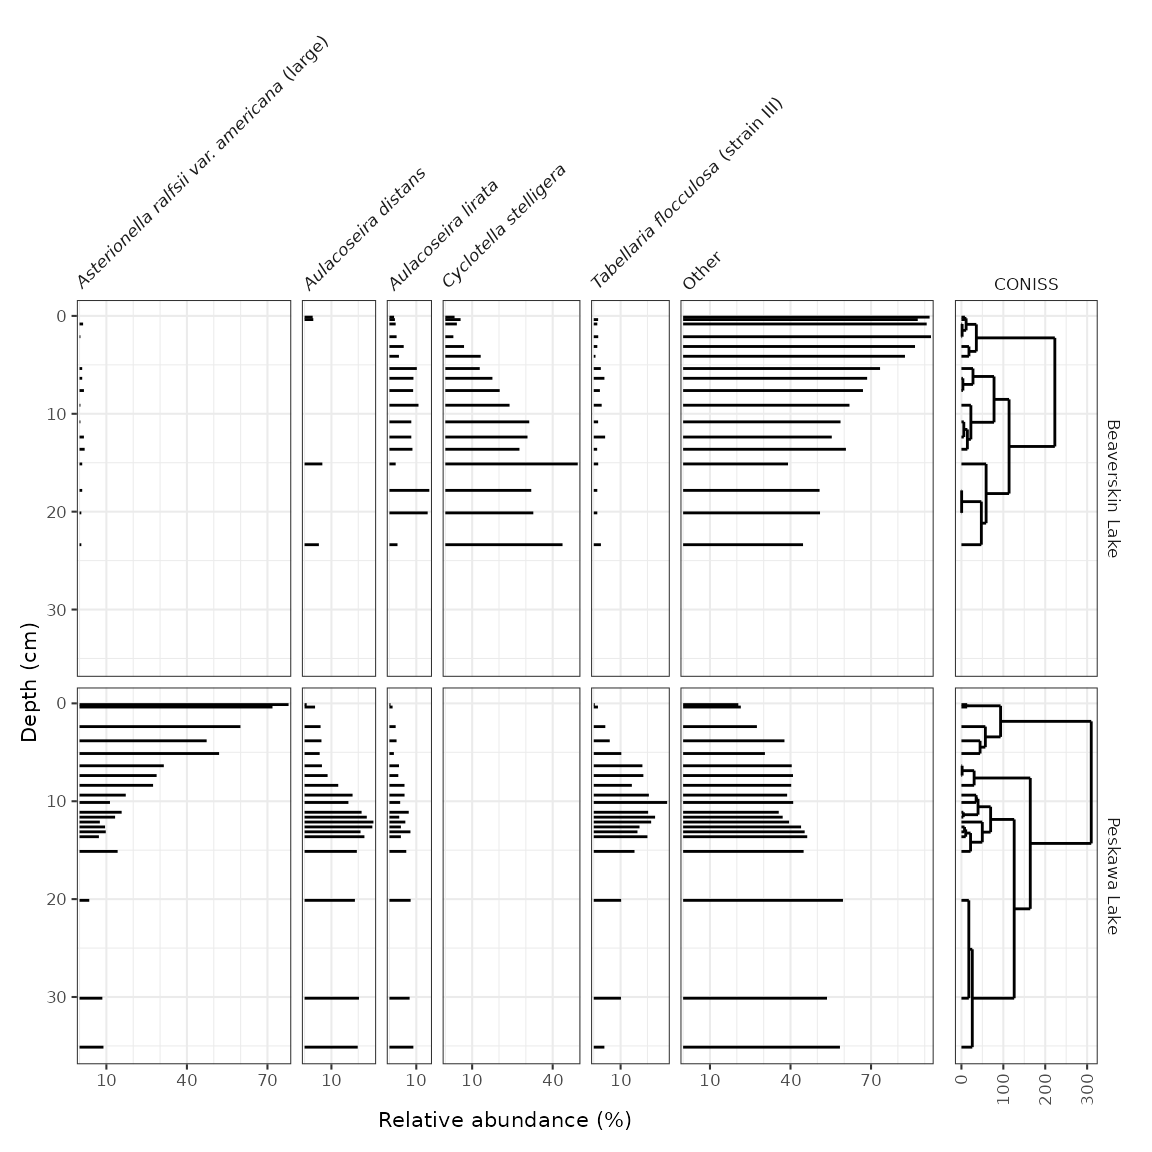 Asterionella ralfsii var. americana (large)
Aulacoseira distans
Aulacoseira lirata
Cyclotella stelligera
Tabellaria flocculosa (strain III)
Other
CONISS
0
10
20
30
Beaverskin Lake
0
10
20
30
Peskawa Lake
Depth (cm)
10 40 70 10 10 10 40 10 10 40 70 0 100 200 300
Relative abundance (%)